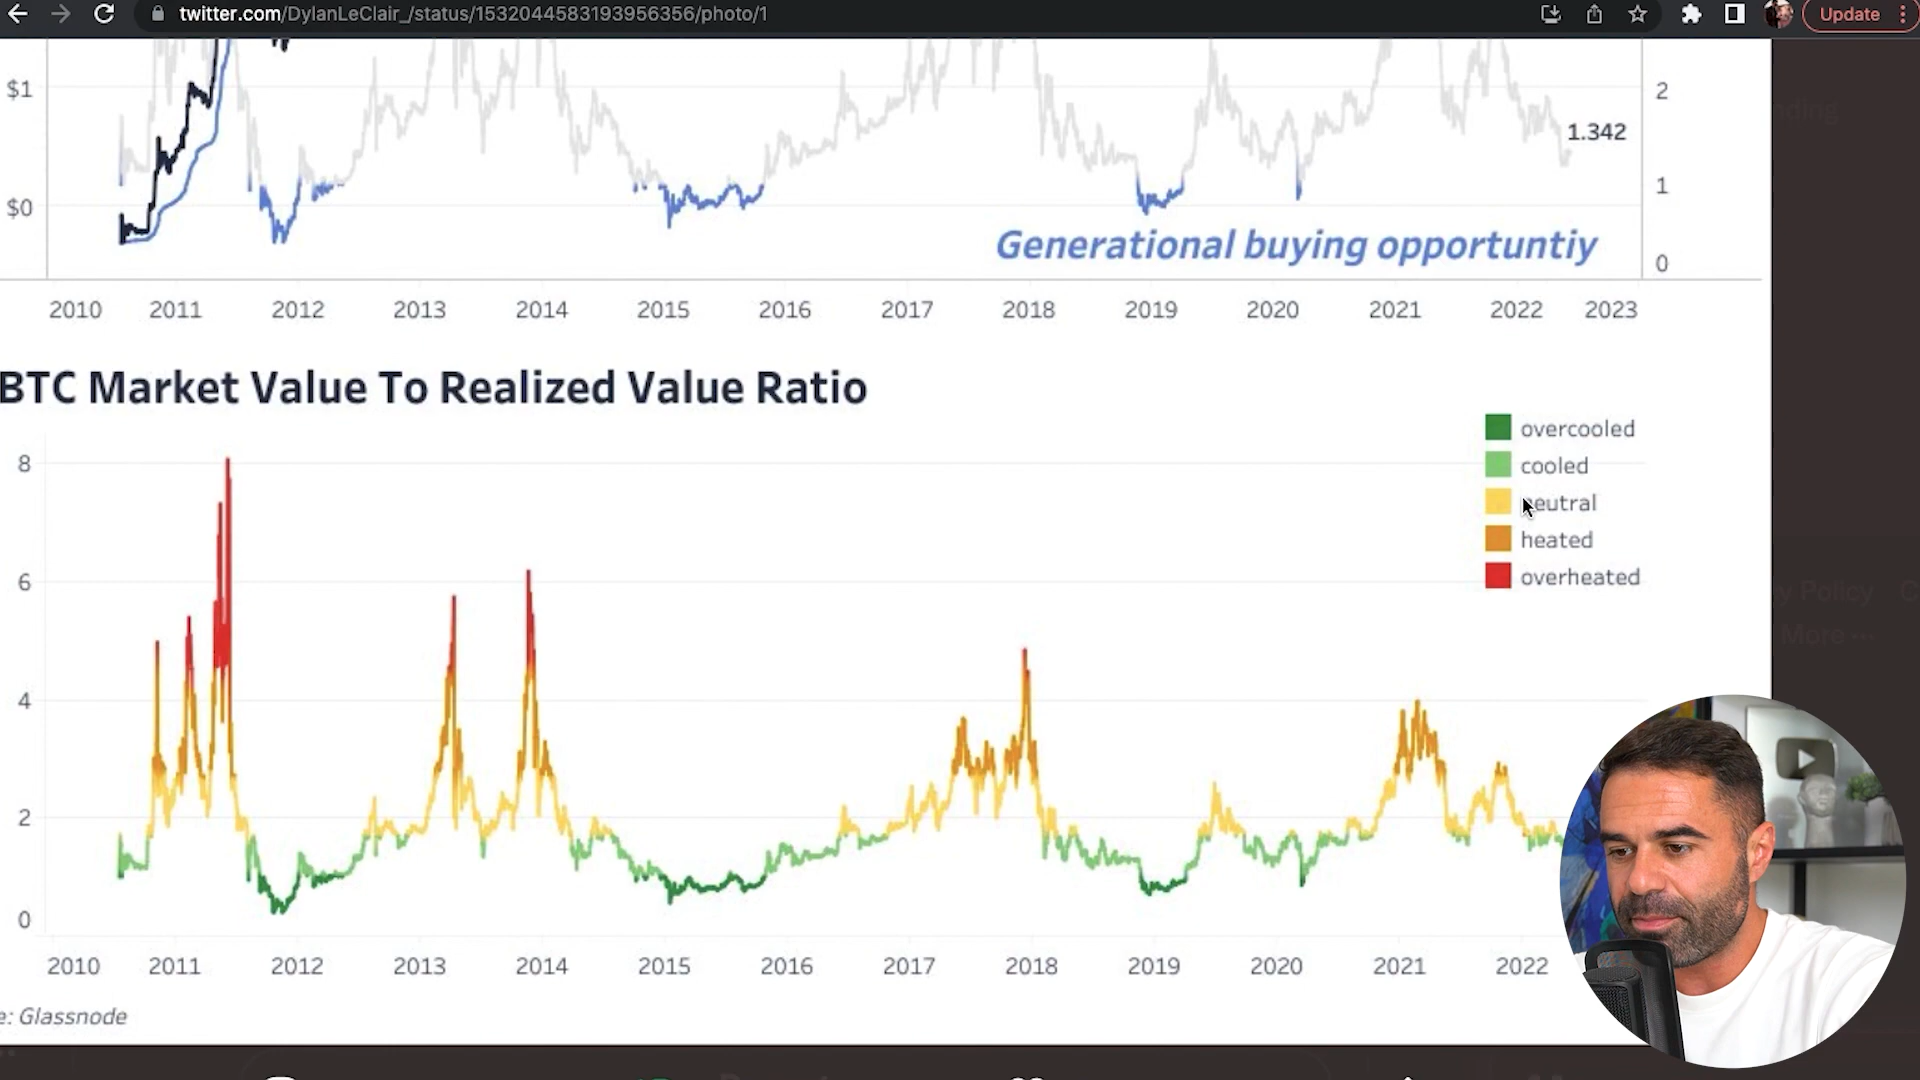 twitter.com/DylanLeClair_/status/1532044583193956356/photo/1
Update
$1
2
1.342
$0
1
Generational buying opportuntiy
0
2010 2011 2012 2013 2014 2015 2016 2017 2018 2019 2020 2021 2022 2023
BTC Market Value To Realized Value Ratio
overcooled
cooled
neutral
heated
overheated
8
6
4
2
0
2010 2011 2012 2013 2014 2015 2016 2017 2018 2019 2020 2021 2022
e: Glassnode
nding
y Policy
More ···